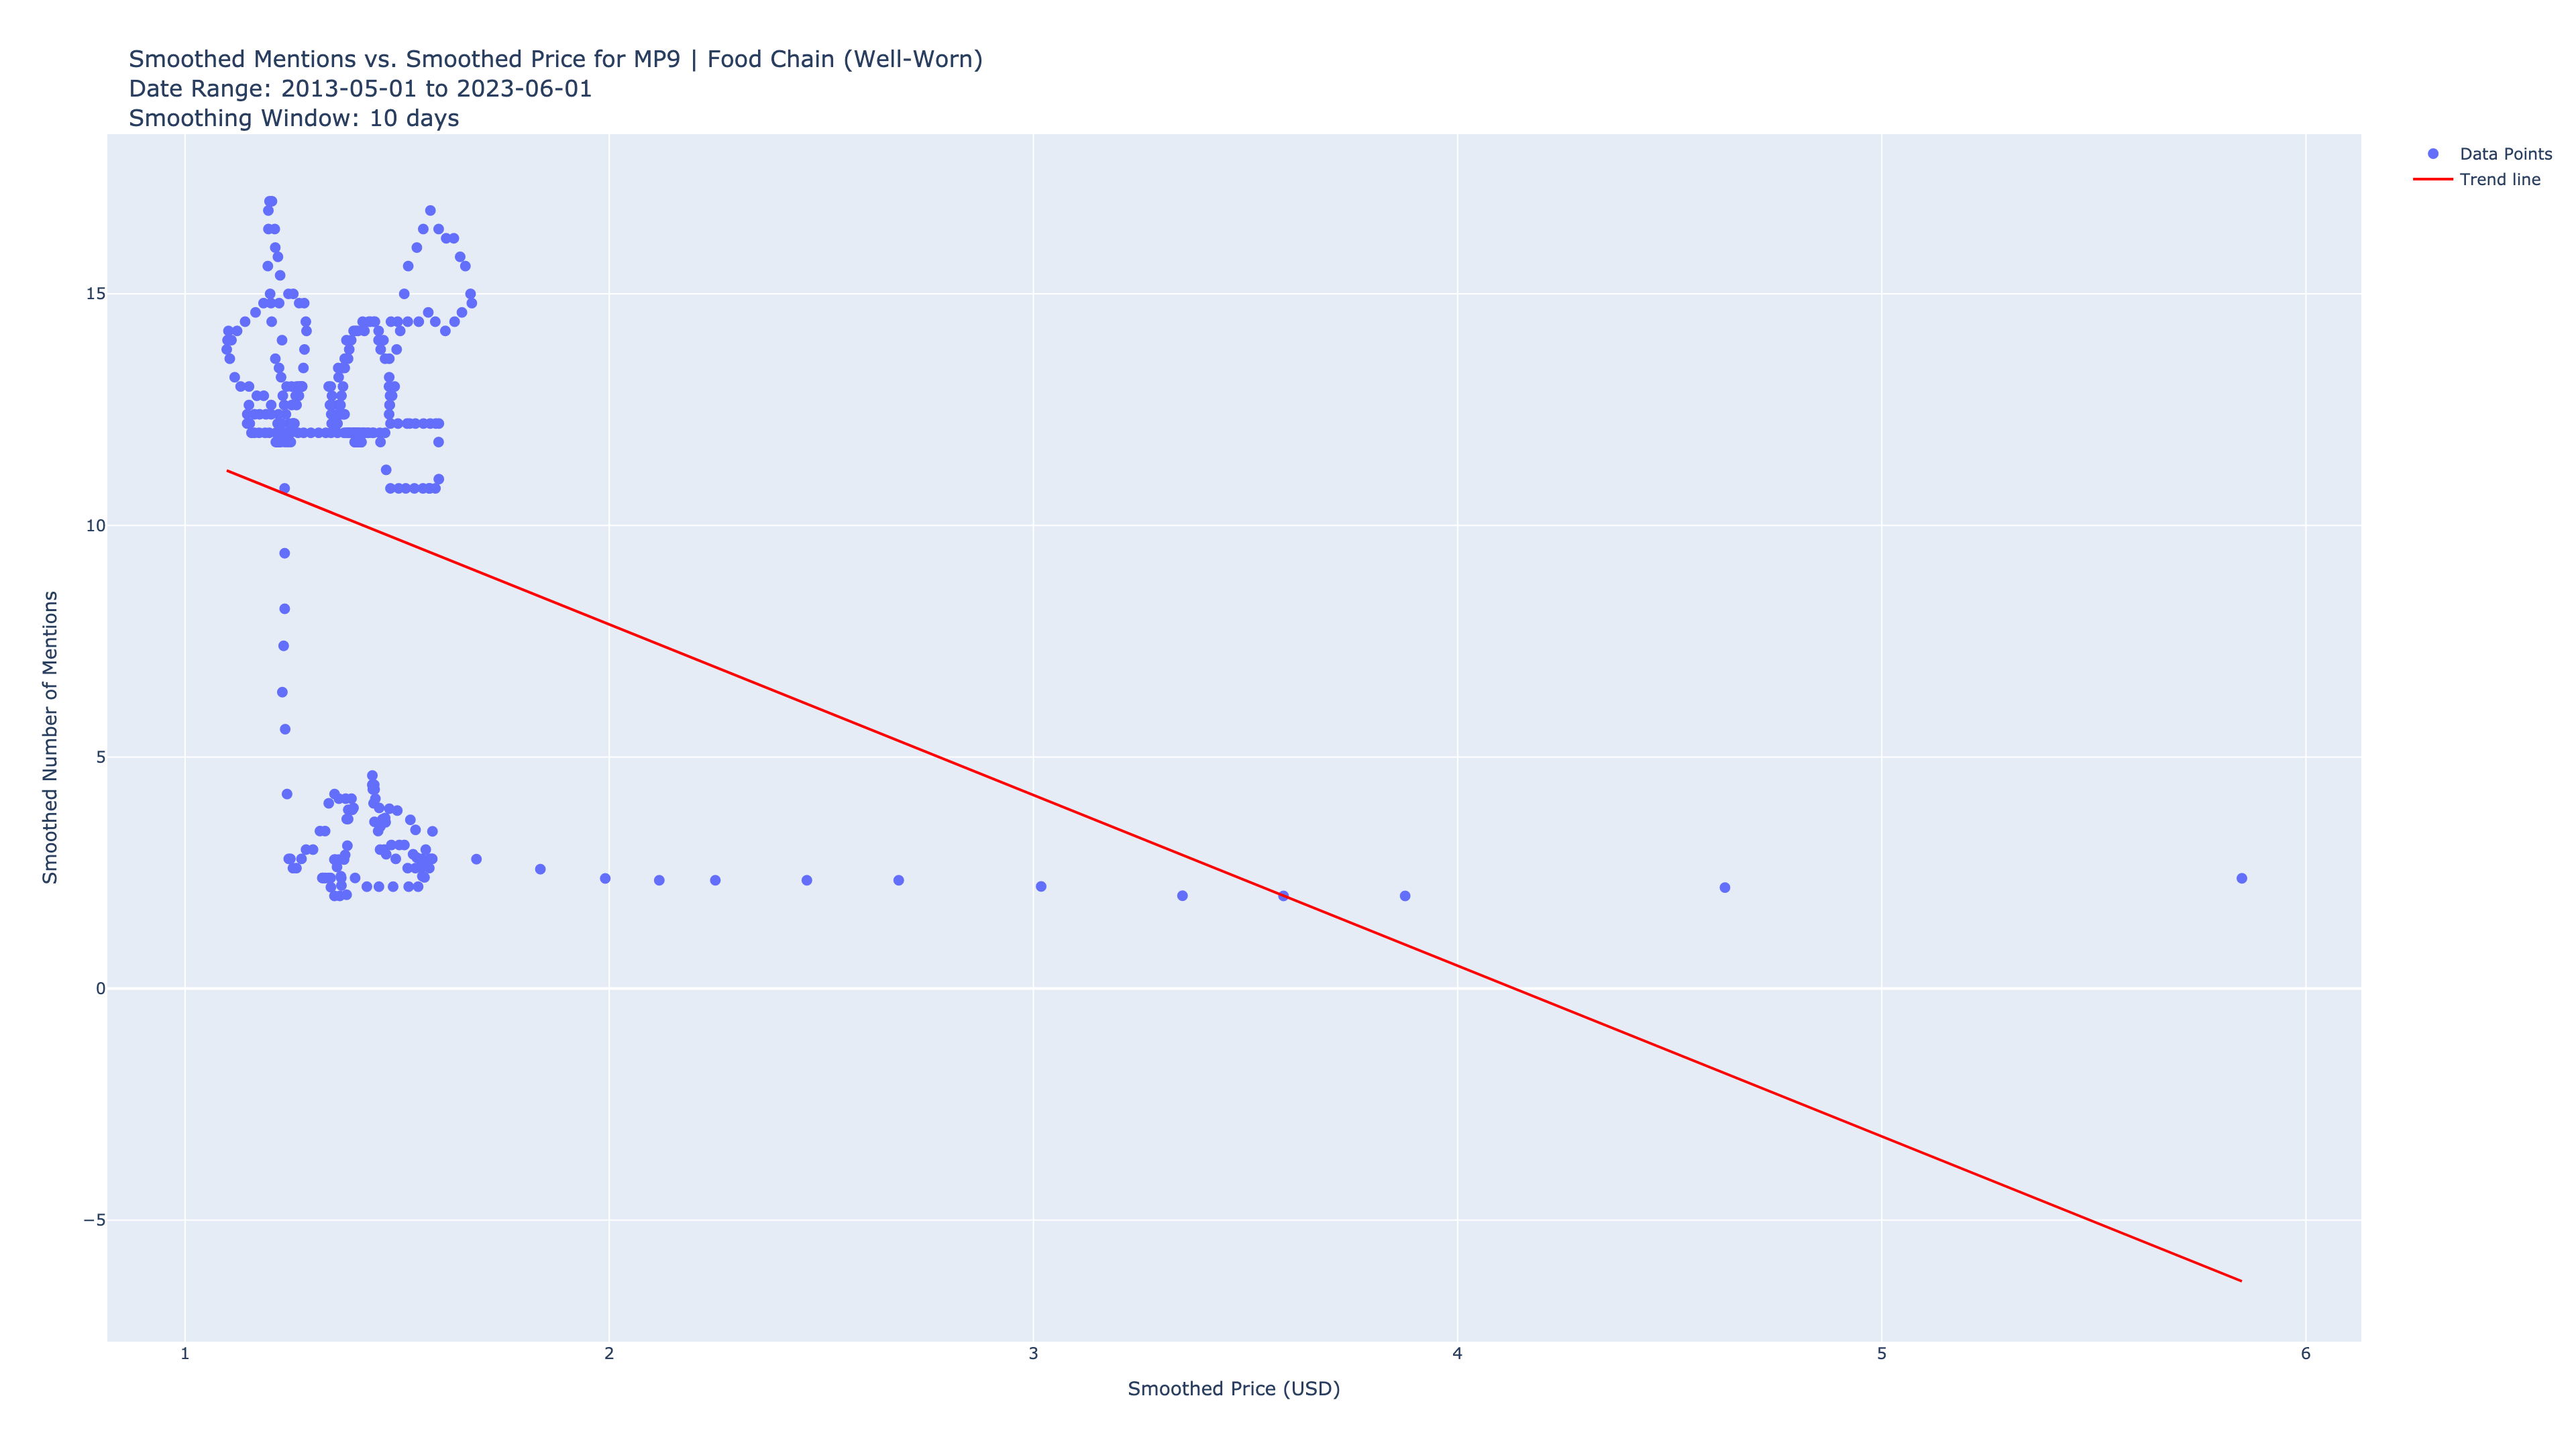 Smoothed Mentions vs. Smoothed Price for MP9 | Food Chain (Well-Worn)
Date Range: 2013-05-01 to 2023-06-01
Smoothing Window: 10 days
Data Points
Trend line
15
10
5
0
−5
Smoothed Number of Mentions
1
2
3
4
5
6
Smoothed Price (USD)